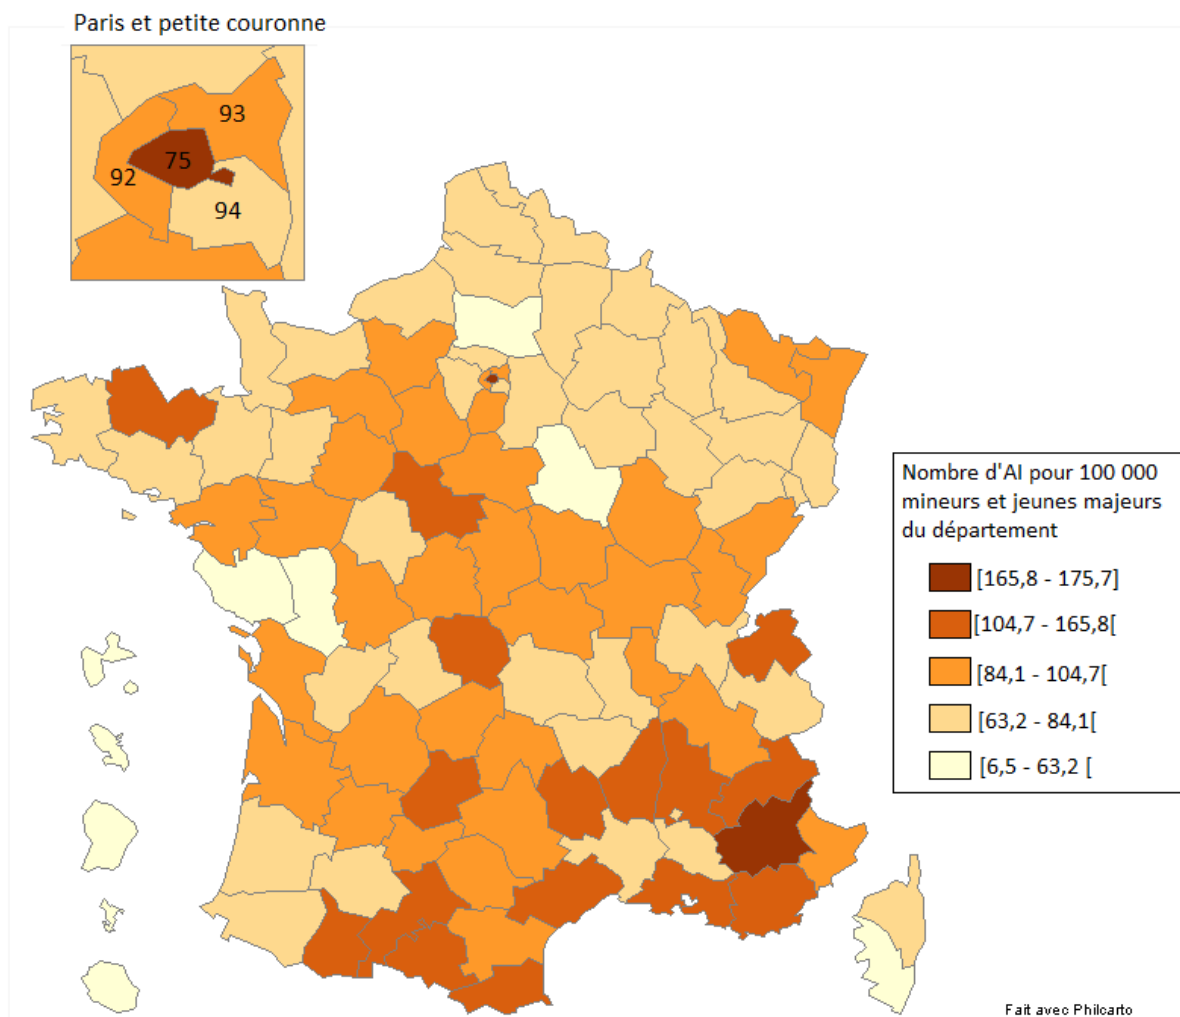 Paris et petite couronne
93
75
92
94
Nombre d'AI pour 100 000
mineurs et jeunes majeurs
du département
[165,8 - 175,7]
[104,7 - 165,8[
[84,1 - 104,7[
[63,2 - 84,1[
[6,5 - 63,2 [
Fait avec Philcarto